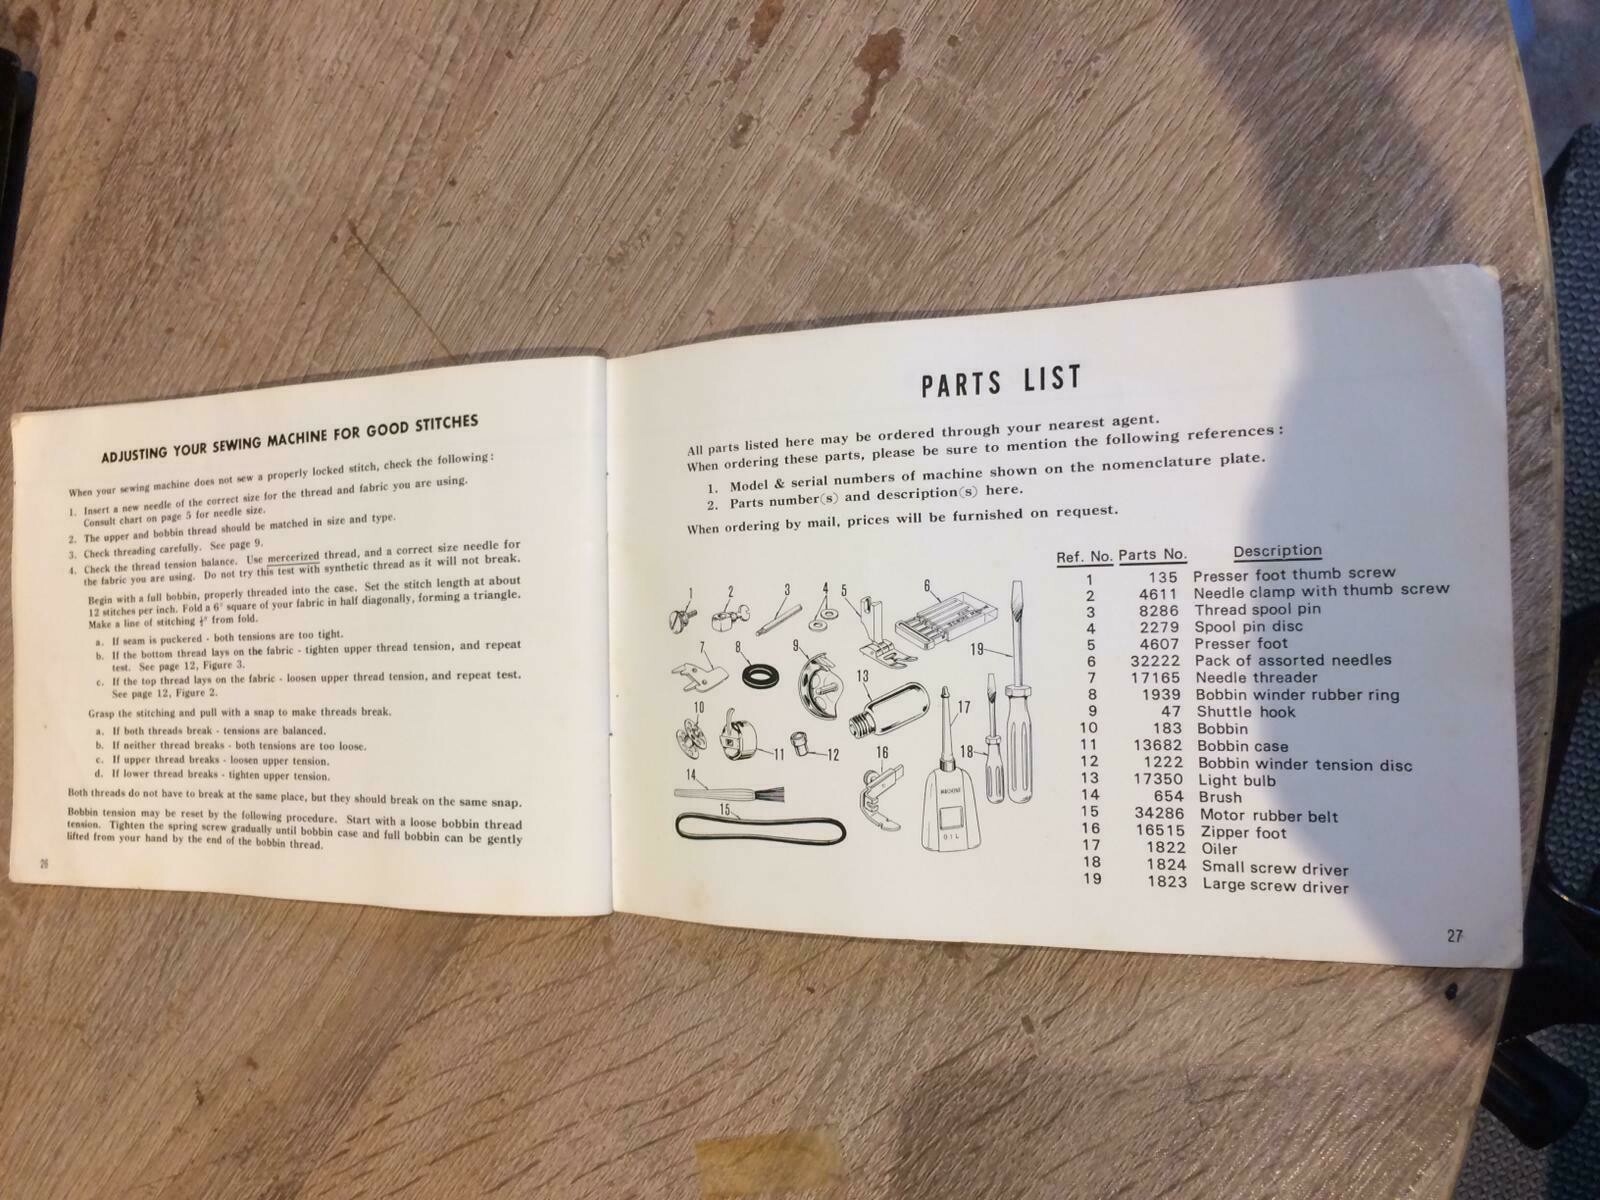 ADJUSTING YOUR SEWING MACHINE FOR GOOD STITCHES
When your sewing machine does not sew a properly locked stitch, check the following:
1. Insert a new needle of the correct size for the thread and fabric you are using.
Consult chart on page 5 for needle size.
2. The upper and bobbin thread should be matched in size and type.
3. Check threading carefully. See page 9.
4. Check the thread tension balance. Use mercerized thread, and a correct size needle for
the fabric you are using. Do not try this test with synthetic thread as it will not break.
Begin with a full bobbin, properly threaded into the case. Set the stitch length at about
12 stitches per inch. Fold a 6" square of your fabric in half diagonally, forming a triangle.
Make a line of stitching ¼" from fold.
a. If seam is puckered - both tensions are too tight.
b. If the bottom thread lays on the fabric - tighten upper thread tension, and repeat
test. See page 12, Figure 3.
c. If the top thread lays on the fabric - loosen upper thread tension, and repeat test.
See page 12, Figure 2.
Grasp the stitching and pull with a snap to make threads break.
a. If both threads break - tensions are balanced.
b. If neither thread breaks - both tensions are too loose.
c. If upper thread breaks - loosen upper tension.
d. If lower thread breaks - tighten upper tension.
Both threads do not have to break at the same place, but they should break on the same snap.
Bobbin tension may be reset by the following procedure. Start with a loose bobbin thread
tension. Tighten the spring screw gradually until bobbin case and full bobbin can be gently
lifted from your hand by the end of the bobbin thread.
26
PARTS LIST
All parts listed here may be ordered through your nearest agent.
When ordering these parts, please be sure to mention the following references:
1. Model & serial numbers of machine shown on the nomenclature plate.
2. Parts number(s) and description(s) here.
When ordering by mail, prices will be furnished on request.
1 2 3 4 5 6
7 8 9 13 19
10 11 12 16 17 18
14
15
MACHINE
OIL
Ref. No. Parts No. Description
1 135 Presser foot thumb screw
2 4611 Needle clamp with thumb screw
3 8286 Thread spool pin
4 2279 Spool pin disc
5 4607 Presser foot
6 32222 Pack of assorted needles
7 17165 Needle threader
8 1939 Bobbin winder rubber ring
9 47 Shuttle hook
10 183 Bobbin
11 13682 Bobbin case
12 1222 Bobbin winder tension disc
13 17350 Light bulb
14 654 Brush
15 34286 Motor rubber belt
16 16515 Zipper foot
17 1822 Oiler
18 1824 Small screw driver
19 1823 Large screw driver
27